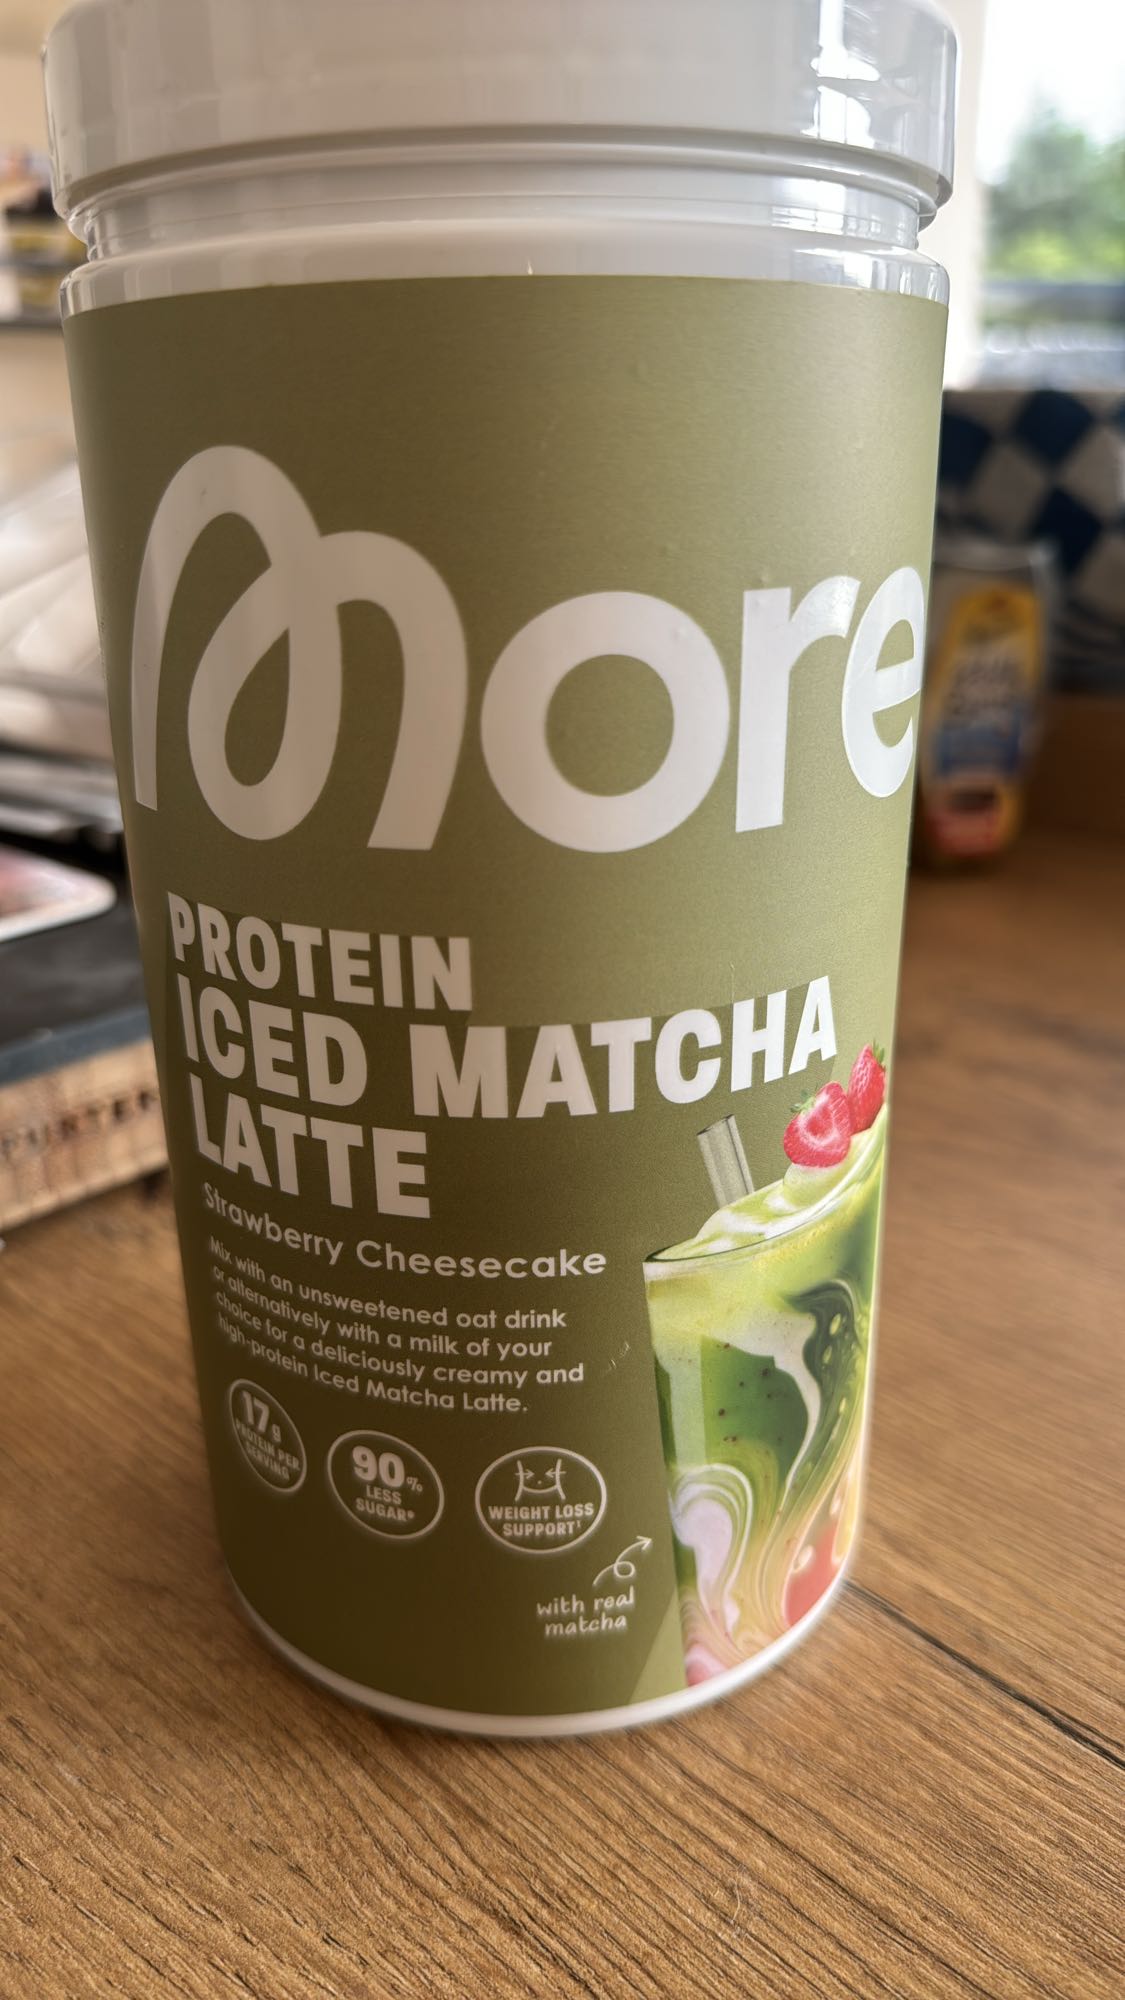 more
PROTEIN
ICED MATCHA
LATTE
Strawberry Cheesecake
Mix with an unsweetened oat drink
or alternatively with a milk of your
choice for a deliciously creamy and
high-protein Iced Matcha Latte.
17g
PROTEIN PER
SERVING
90%
LESS
SUGAR*
WEIGHT LOSS
SUPPORT¹
with real
matcha